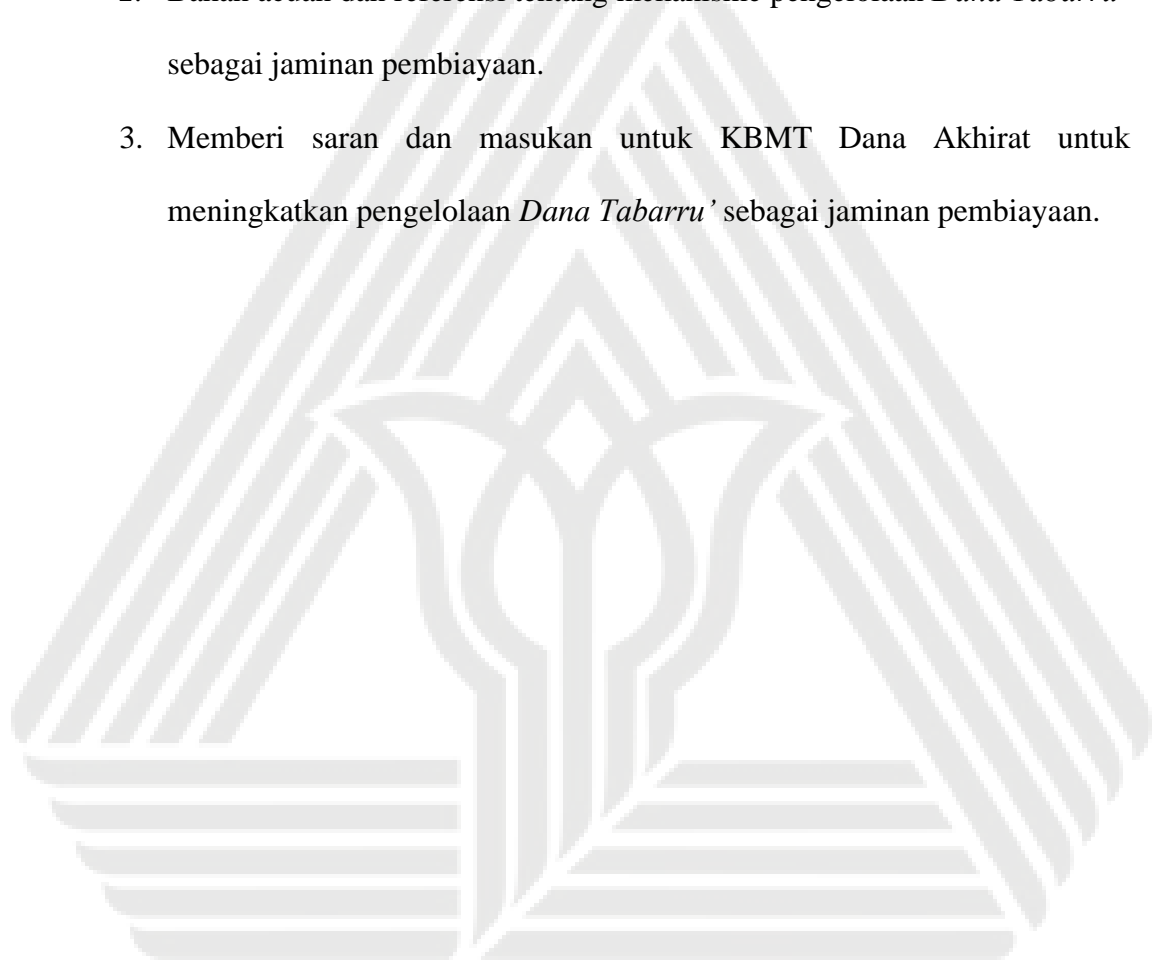 2. Bahan dan referensi tentang mekanisme pengelolaan Dana Tabarru’
sebagai jaminan pembiayaan.
3. Memberi saran dan masukan untuk KBMT Dana Akhirat untuk
meningkatkan pengelolaan Dana Tabarru’ sebagai jaminan pembiayaan.